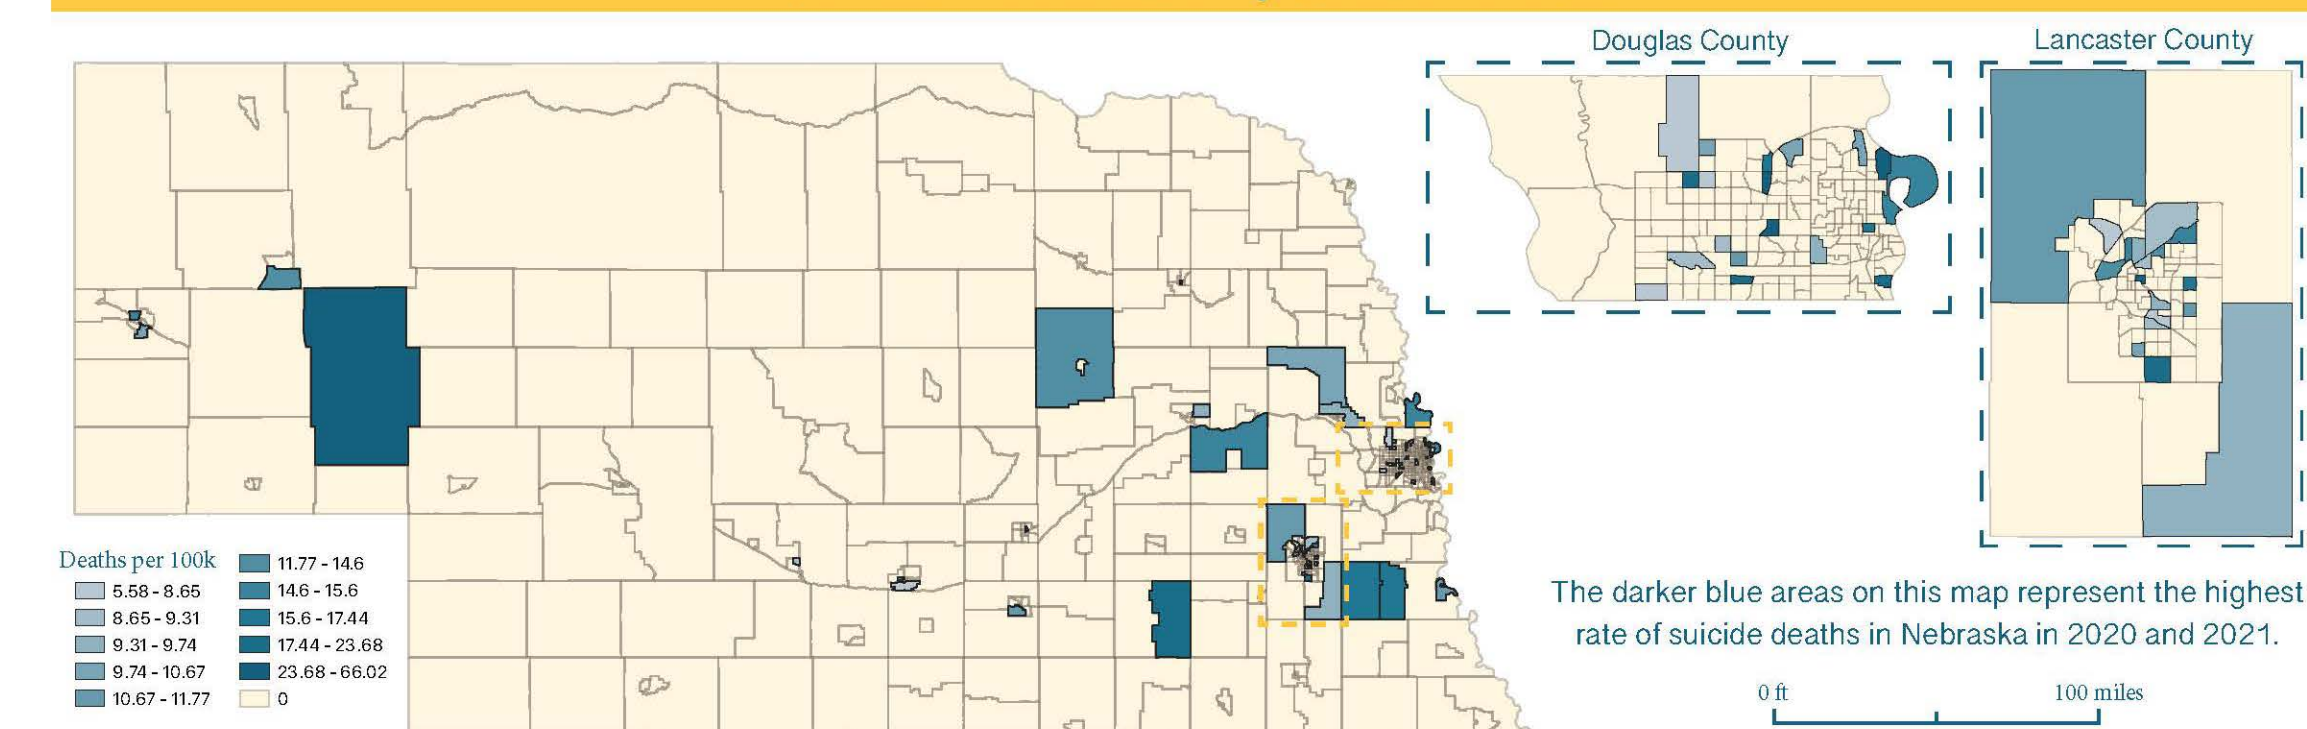 Douglas County
Lancaster County
Deaths per 100k
5.58 - 8.65
8.65 - 9.31
9.31 - 9.74
9.74 - 10.67
10.67 - 11.77
11.77 - 14.6
14.6 - 15.6
15.6 - 17.44
17.44 - 23.68
23.68 - 66.02
0
The darker blue areas on this map represent the highest
rate of suicide deaths in Nebraska in 2020 and 2021.
0 ft
100 miles